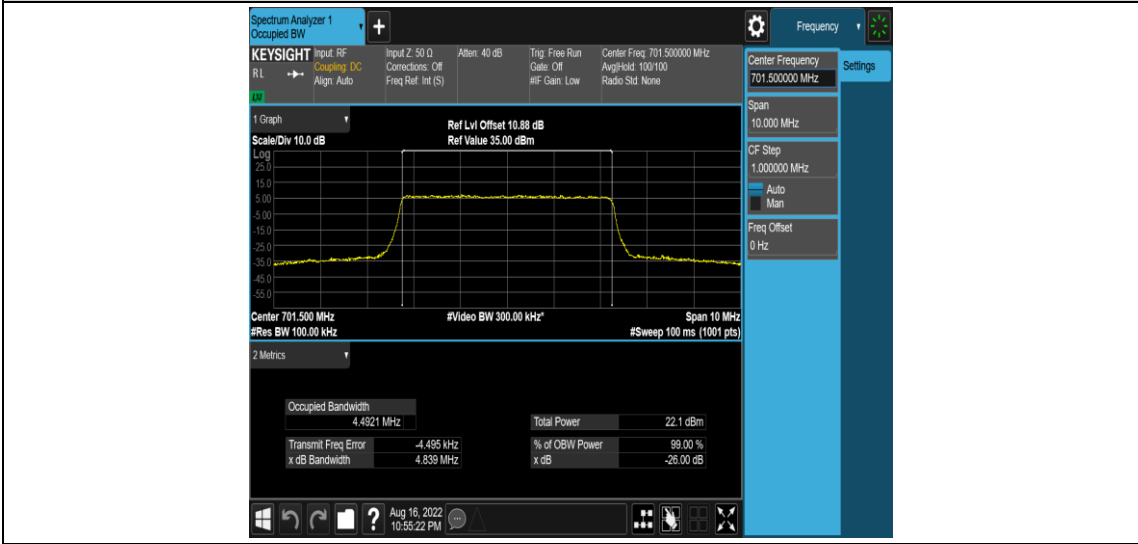 Spectrum Analyzer 1
Occupied BW
+
Frequency
KEYSIGHT
Input: RF
Input Z: 50 Ω
Atten: 40 dB
Trig: Free Run
Center Freq: 701.500000 MHz
RL
Coupling: DC
Corrections: Off
Gate: Off
Avg|Hold: 100/100
Align: Auto
Freq Ref: Int (S)
#IF Gain: Low
Radio Std: None
Center Frequency
701.500000 MHz
Settings
Span
10.000 MHz
CF Step
1.000000 MHz
Auto
Man
Freq Offset
0 Hz
1 Graph
Ref Lvl Offset 10.88 dB
Scale/Div 10.0 dB
Ref Value 35.00 dBm
Log
25.0
15.0
5.00
-5.00
-15.0
-25.0
-35.0
-45.0
-55.0
Center 701.500 MHz
#Video BW 300.00 kHz*
Span 10 MHz
#Res BW 100.00 kHz
#Sweep 100 ms (1001 pts)
2 Metrics
Occupied Bandwidth
4.4921 MHz
Total Power 22.1 dBm
Transmit Freq Error -4.495 kHz
% of OBW Power 99.00 %
x dB Bandwidth 4.839 MHz
x dB -26.00 dB
?
Aug 16, 2022
10:55:22 PM